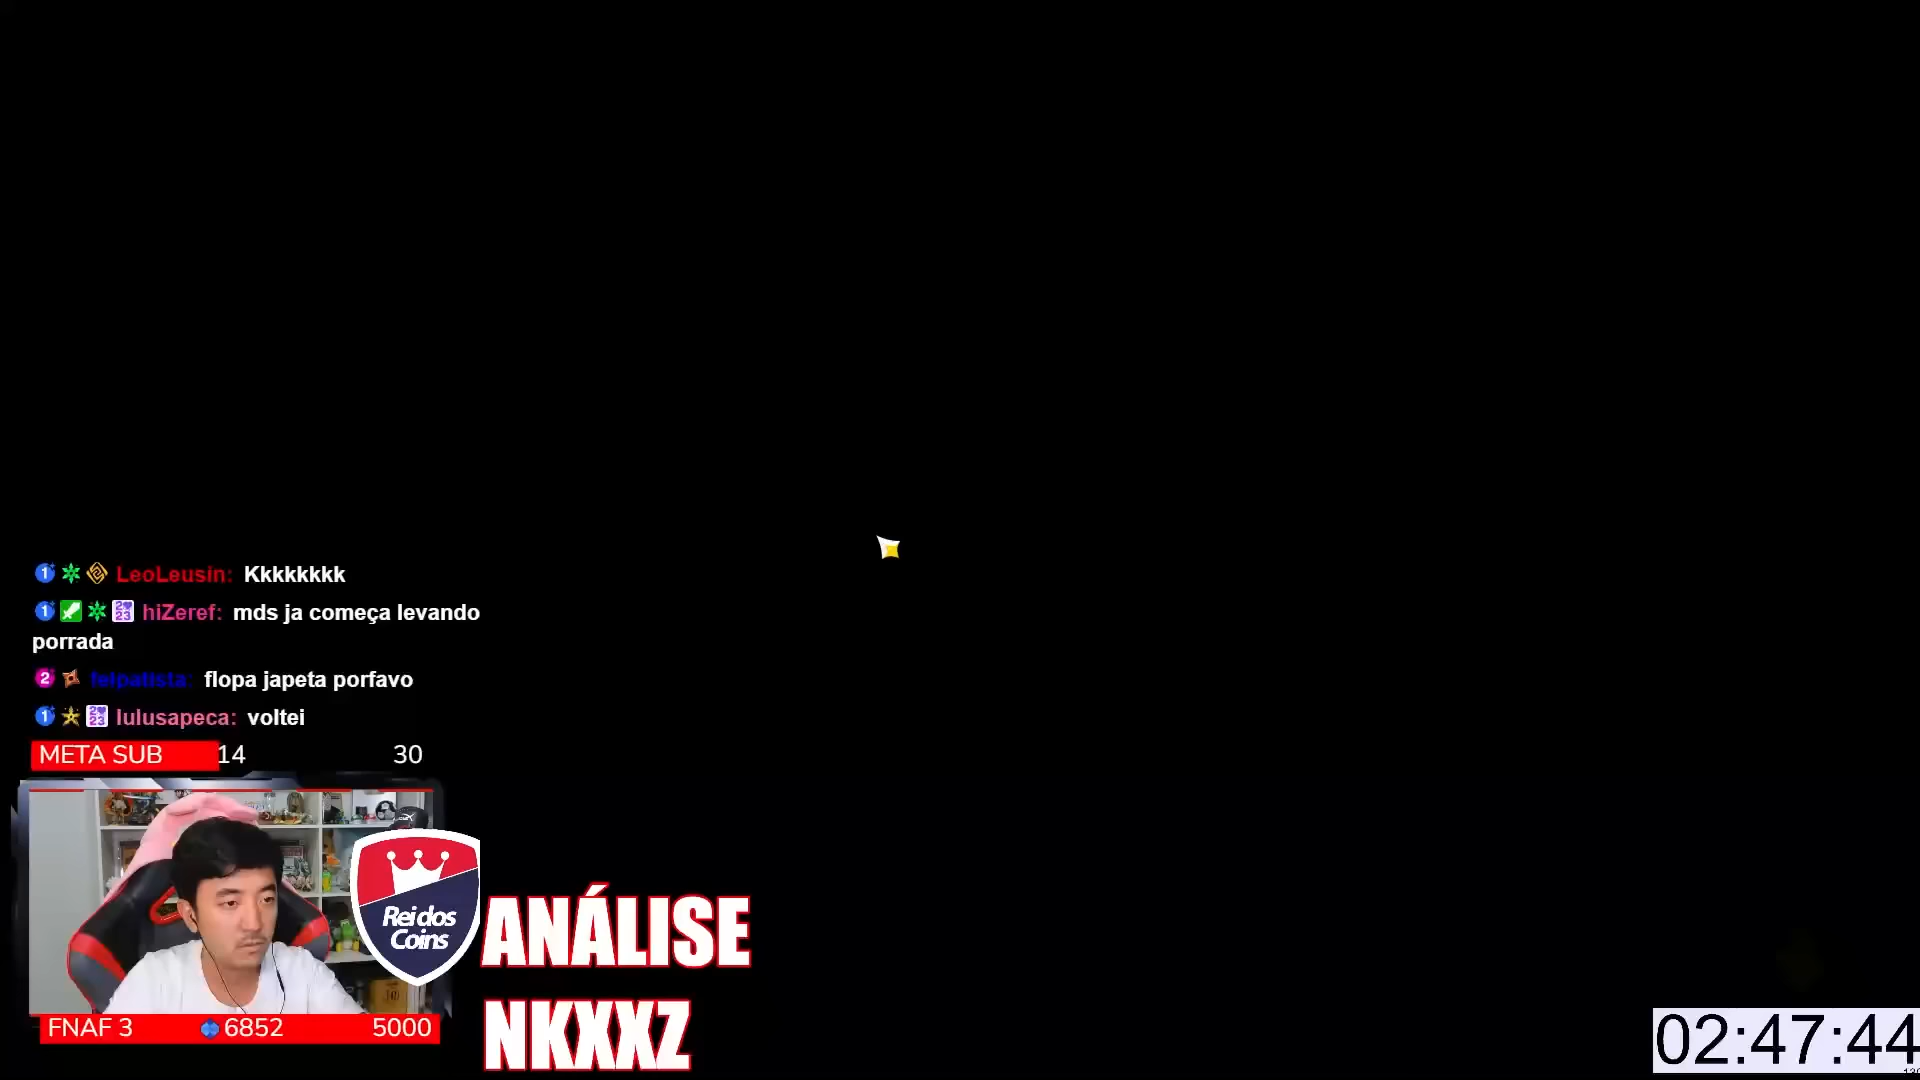 LeoLeusin: Kkkkkkkk
hiZeref: mds ja começa levando
porrada
felpatista: flopa japeta porfavo
lulusapeca: voltei
META SUB 14 30
Rei dos
Coins
ANÁLISE
NKXXZ
FNAF 3 6852 5000
02:47:44